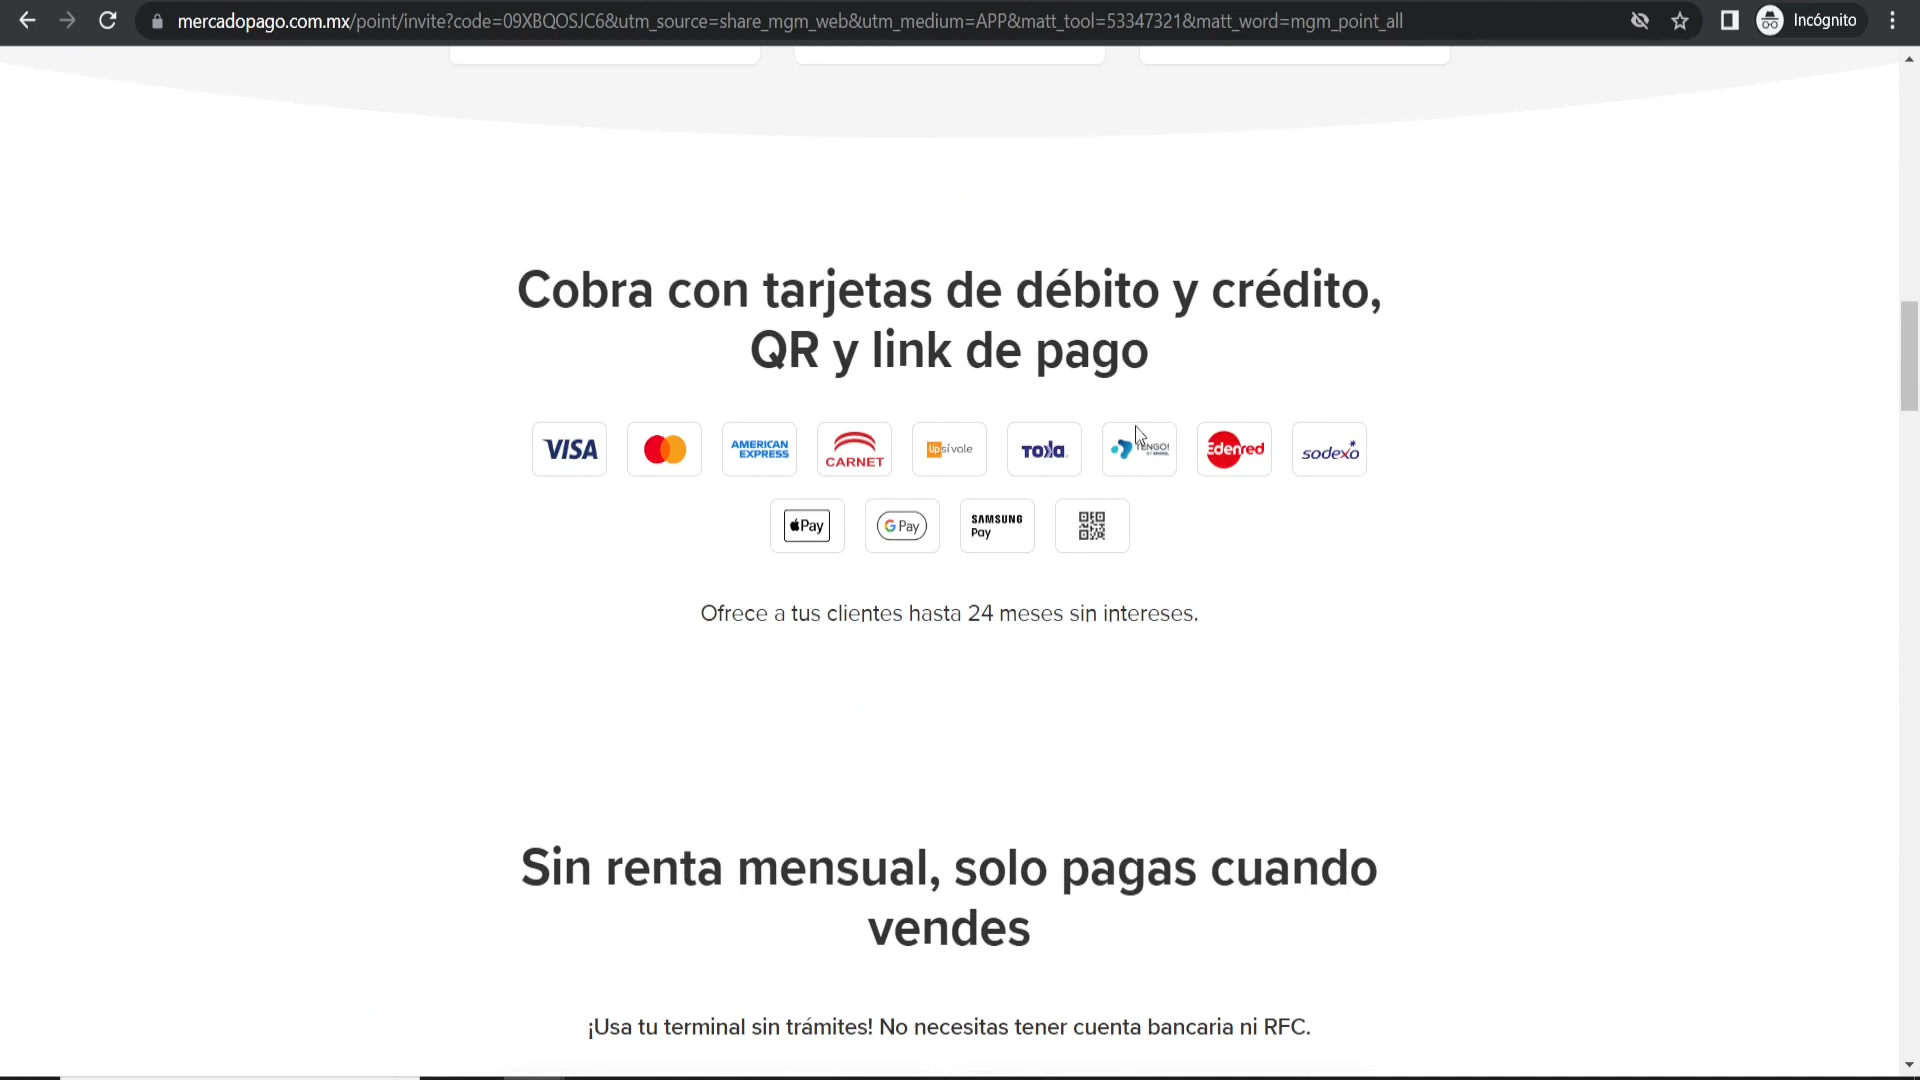 mercadopago.com.mx/point/invite?code=09XBQOSJC6&utm_source=share_mgm_web&utm_medium=APP&matt_tool=53347321&matt_word=mgm_point_all
Incógnito
Cobra con tarjetas de débito y crédito,
QR y link de pago
VISA
AMERICAN
EXPRESS
CARNET
Up sívale
TOKA
TENGO!
Edenred
sodexo
Pay
G Pay
SAMSUNG
Pay
Ofrece a tus clientes hasta 24 meses sin intereses.
Sin renta mensual, solo pagas cuando
vendes
¡Usa tu terminal sin trámites! No necesitas tener cuenta bancaria ni RFC.